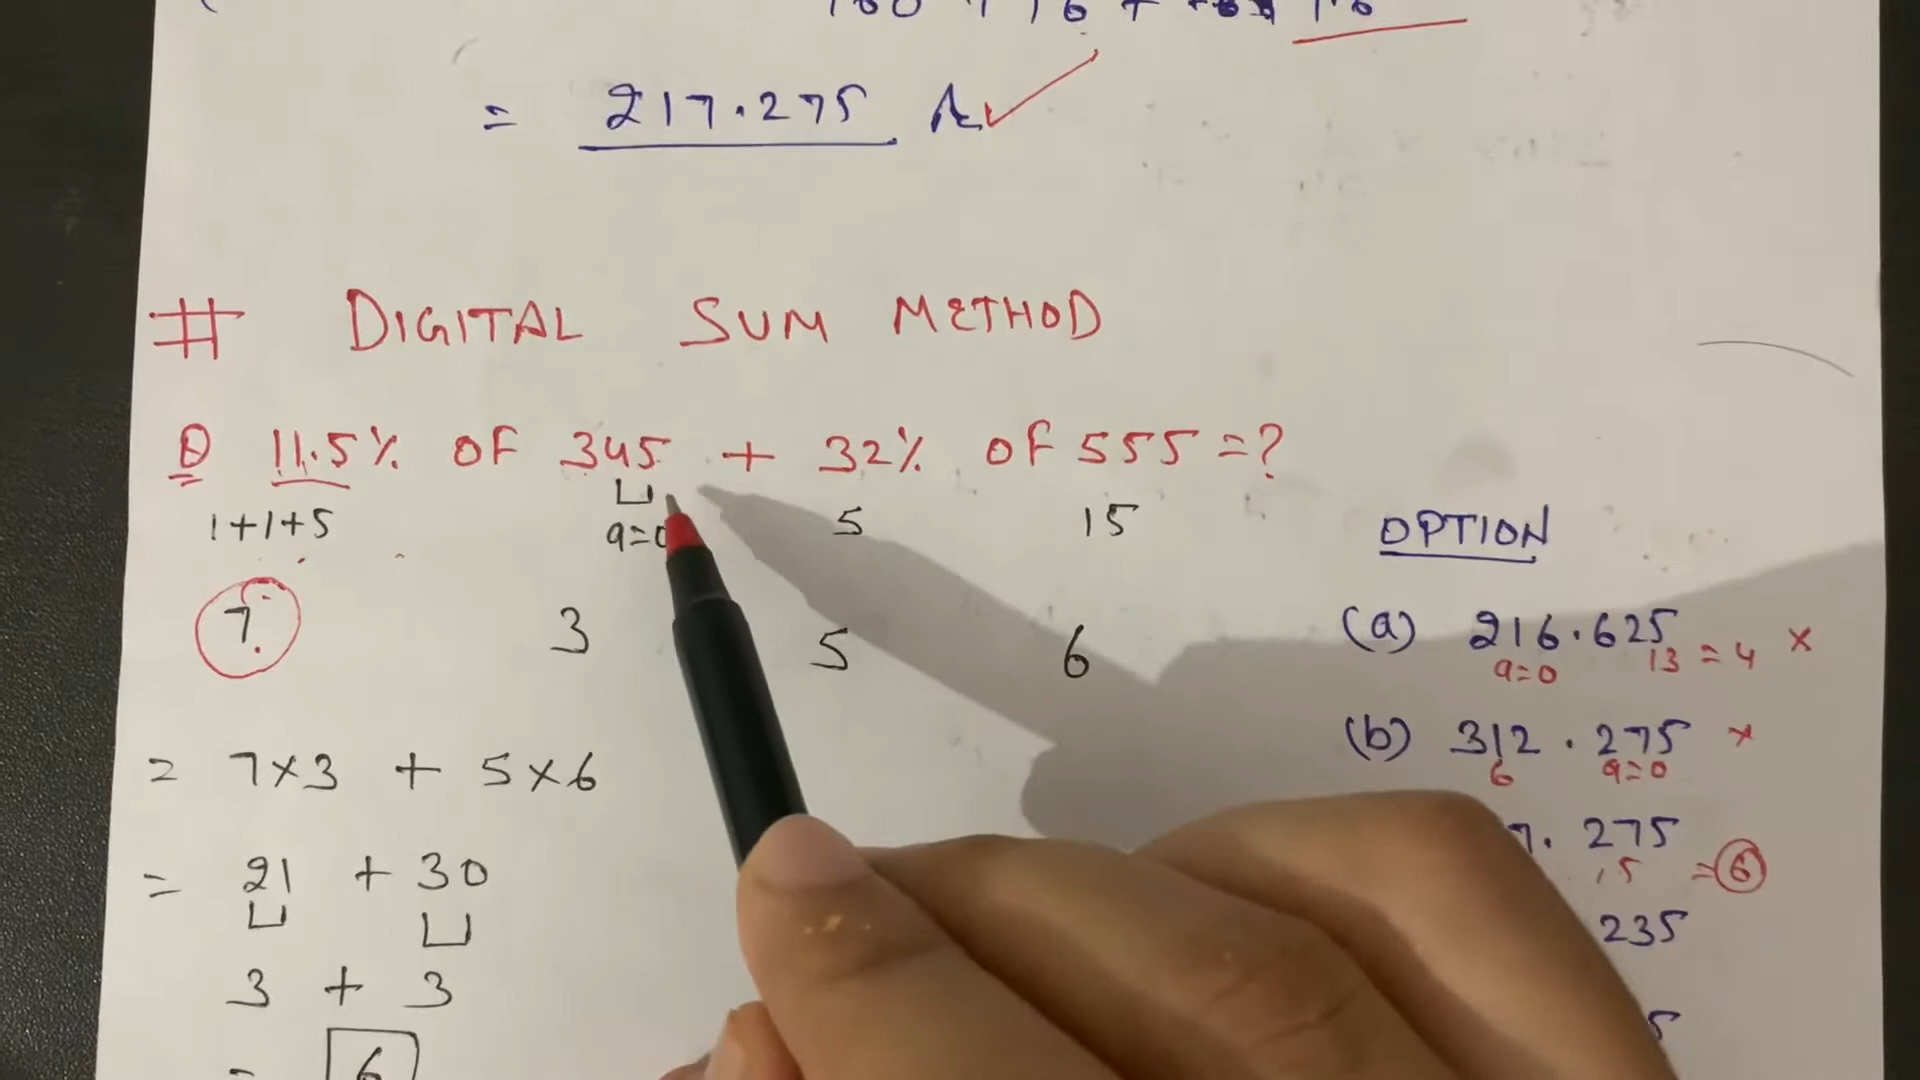 = 217.275
# DIGITAL SUM METHOD
Q 11.5% OF 345 + 32% OF 555 = ?
1+1+5 9=0 5 15
7 3 5 6
= 7×3 + 5×6
= 21 + 30
3 + 3
= 6
OPTION
(a) 216.625 ×
9=0 13 = 4
(b) 312.275 ×
6 9=0
7.275
15 = 6
235
5